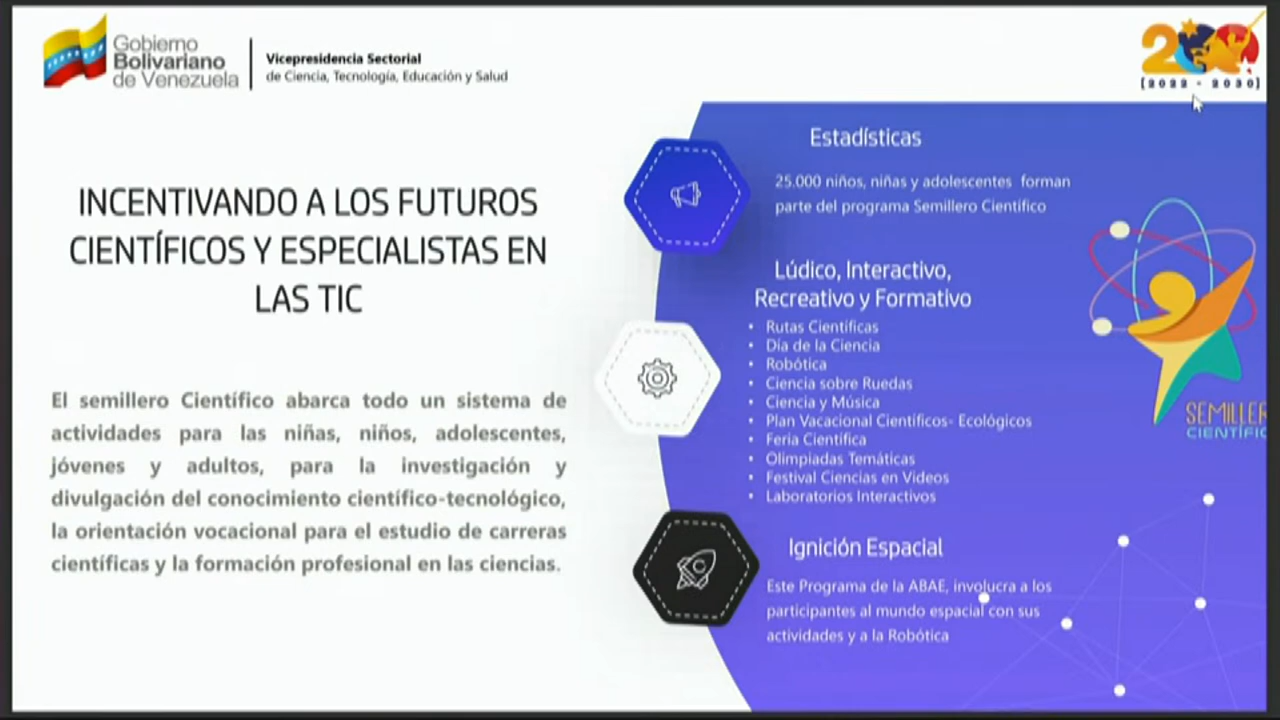 Gobierno
Bolivariano
de Venezuela
Vicepresidencia Sectorial
de Ciencia, Tecnología, Educación y Salud
200
[2022 - 2030]
INCENTIVANDO A LOS FUTUROS
CIENTÍFICOS Y ESPECIALISTAS EN
LAS TIC
El semillero Científico abarca todo un sistema de
actividades para las niñas, niños, adolescentes,
jóvenes y adultos, para la investigación y
divulgación del conocimiento científico-tecnológico,
la orientación vocacional para el estudio de carreras
científicas y la formación profesional en las ciencias.
Estadísticas
25.000 niños, niñas y adolescentes forman
parte del programa Semillero Científico
Lúdico, Interactivo,
Recreativo y Formativo
• Rutas Científicas
• Día de la Ciencia
• Robótica
• Ciencia sobre Ruedas
• Ciencia y Música
• Plan Vacacional Científicos- Ecológicos
• Feria Científica
• Olimpiadas Temáticas
• Festival Ciencias en Videos
• Laboratorios Interactivos
Ignición Espacial
Este Programa de la ABAE, involucra a los
participantes al mundo espacial con sus
actividades y a la Robótica
SEMILLER
CIENTÍFIC